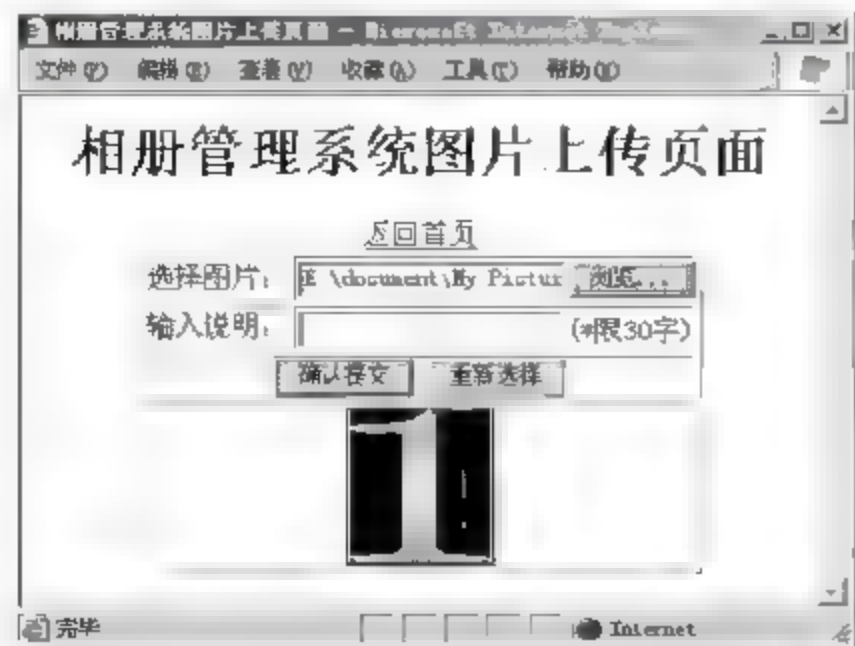 相册管理系统图片上传页面 - Microsoft Internet
文件(F) 编辑(E) 查看(V) 收藏(A) 工具(T) 帮助(H)
相册管理系统图片上传页面
返回首页
选择图片: E \document\My Pictur 浏览...
输入说明: (*限30字)
确认提交 重新选择
1
完毕 Internet